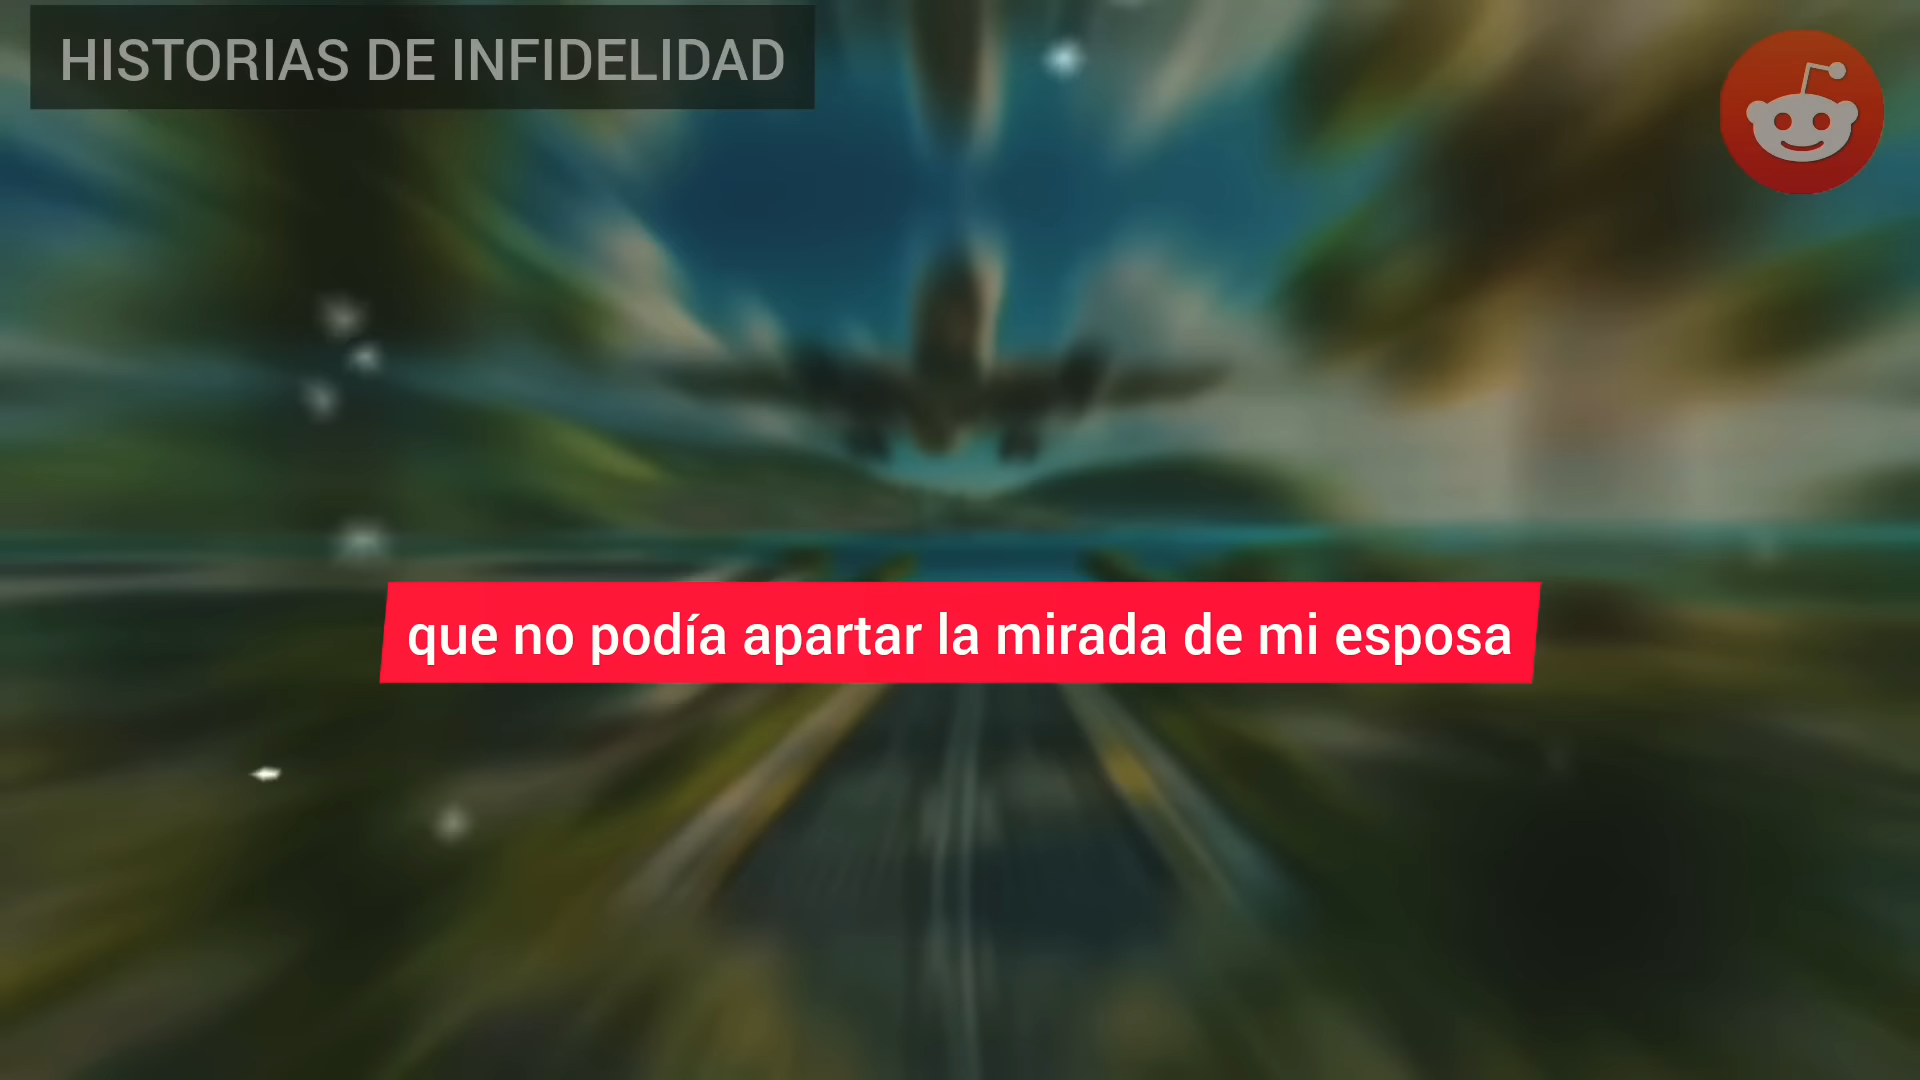 HISTORIAS DE INFIDELIDAD
que no podía apartar la mirada de mi esposa